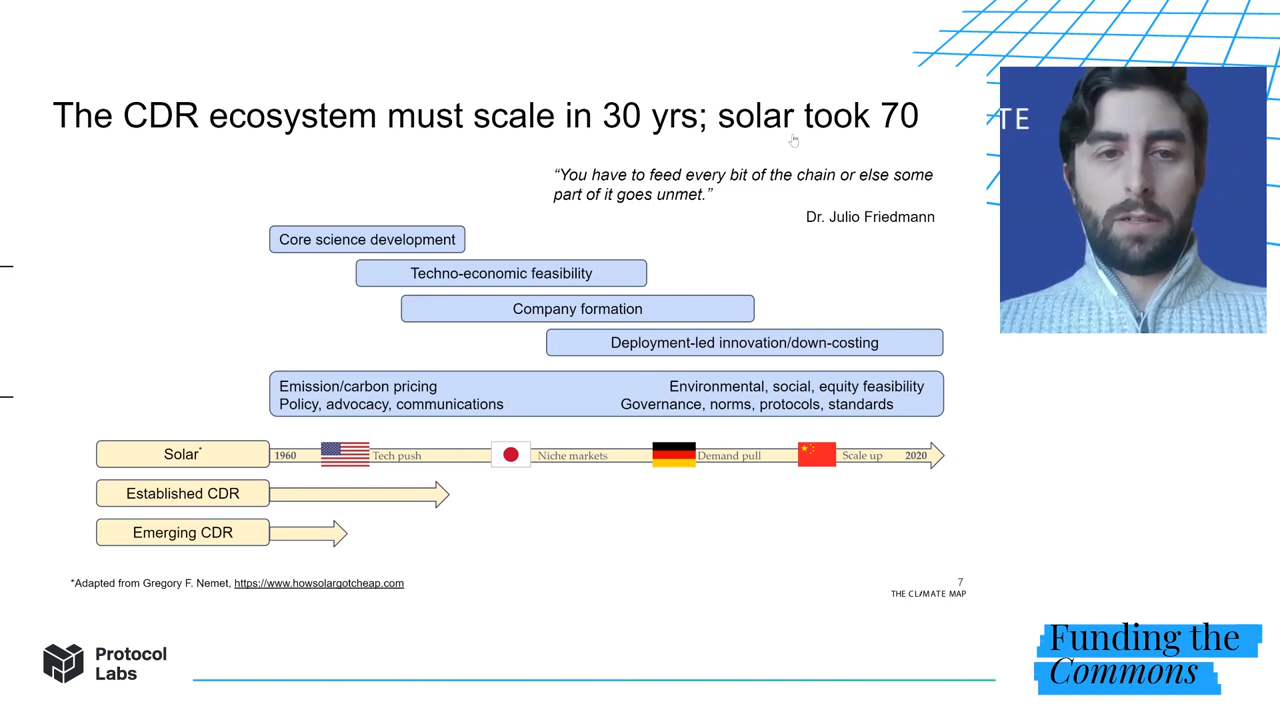 The CDR ecosystem must scale in 30 yrs; solar took 70
TE
“You have to feed every bit of the chain or else some
part of it goes unmet.”
Dr. Julio Friedmann
Core science development
Techno-economic feasibility
Company formation
Deployment-led innovation/down-costing
Emission/carbon pricing Environmental, social, equity feasibility
Policy, advocacy, communications Governance, norms, protocols, standards
Solar* 1960 Tech push Niche markets Demand pull Scale up 2020
Established CDR
Emerging CDR
*Adapted from Gregory F. Nemet, https://www.howsolargotcheap.com
7
THE CLIMATE MAP
Protocol
Labs
Funding the
Commons